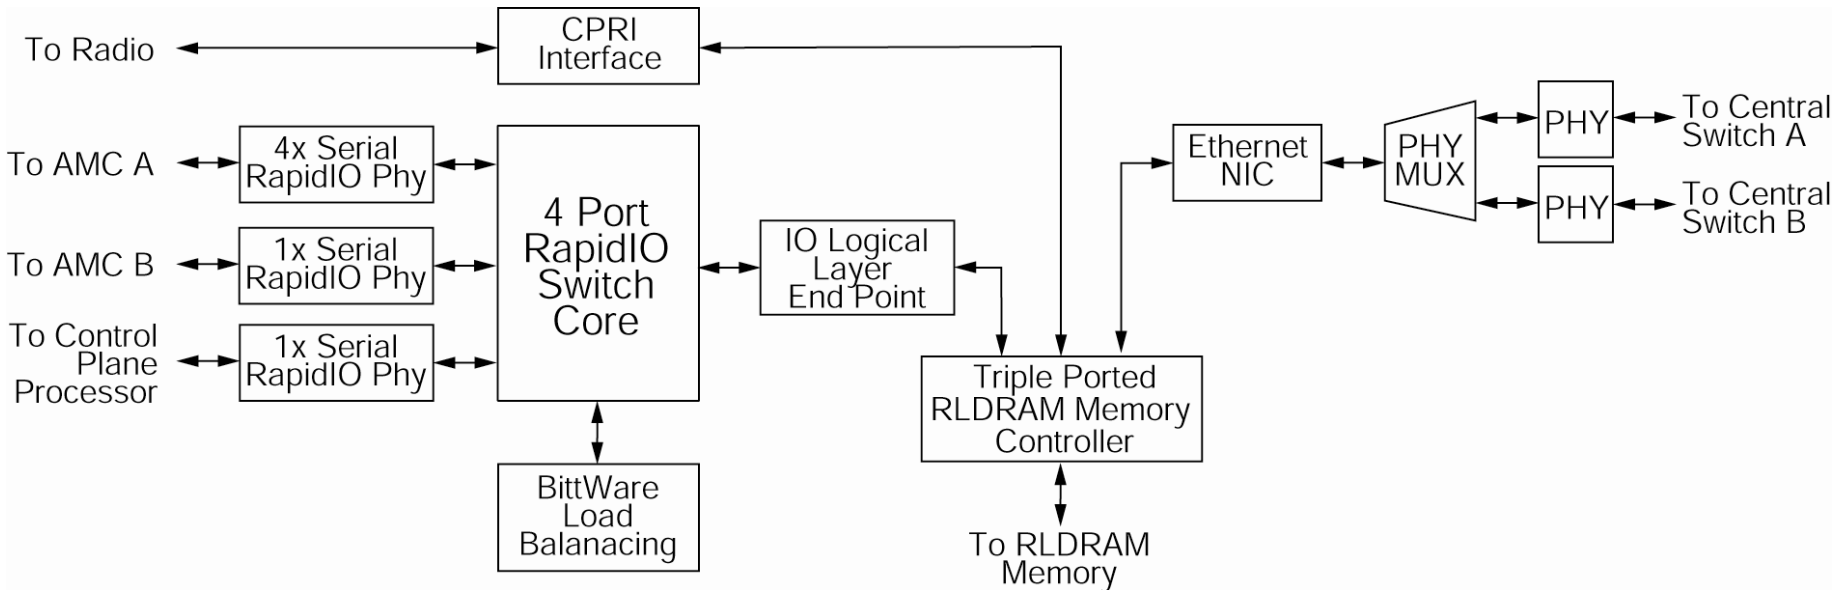 To Radio
CPRI
Interface
To AMC A
4x Serial
RapidIO Phy
To AMC B
1x Serial
RapidIO Phy
To Control
Plane
Processor
1x Serial
RapidIO Phy
4 Port
RapidIO
Switch
Core
BittWare
Load
Balanacing
IO Logical
Layer
End Point
Triple Ported
RLDRAM Memory
Controller
To RLDRAM
Memory
Ethernet
NIC
PHY
MUX
PHY
To Central
Switch A
PHY
To Central
Switch B